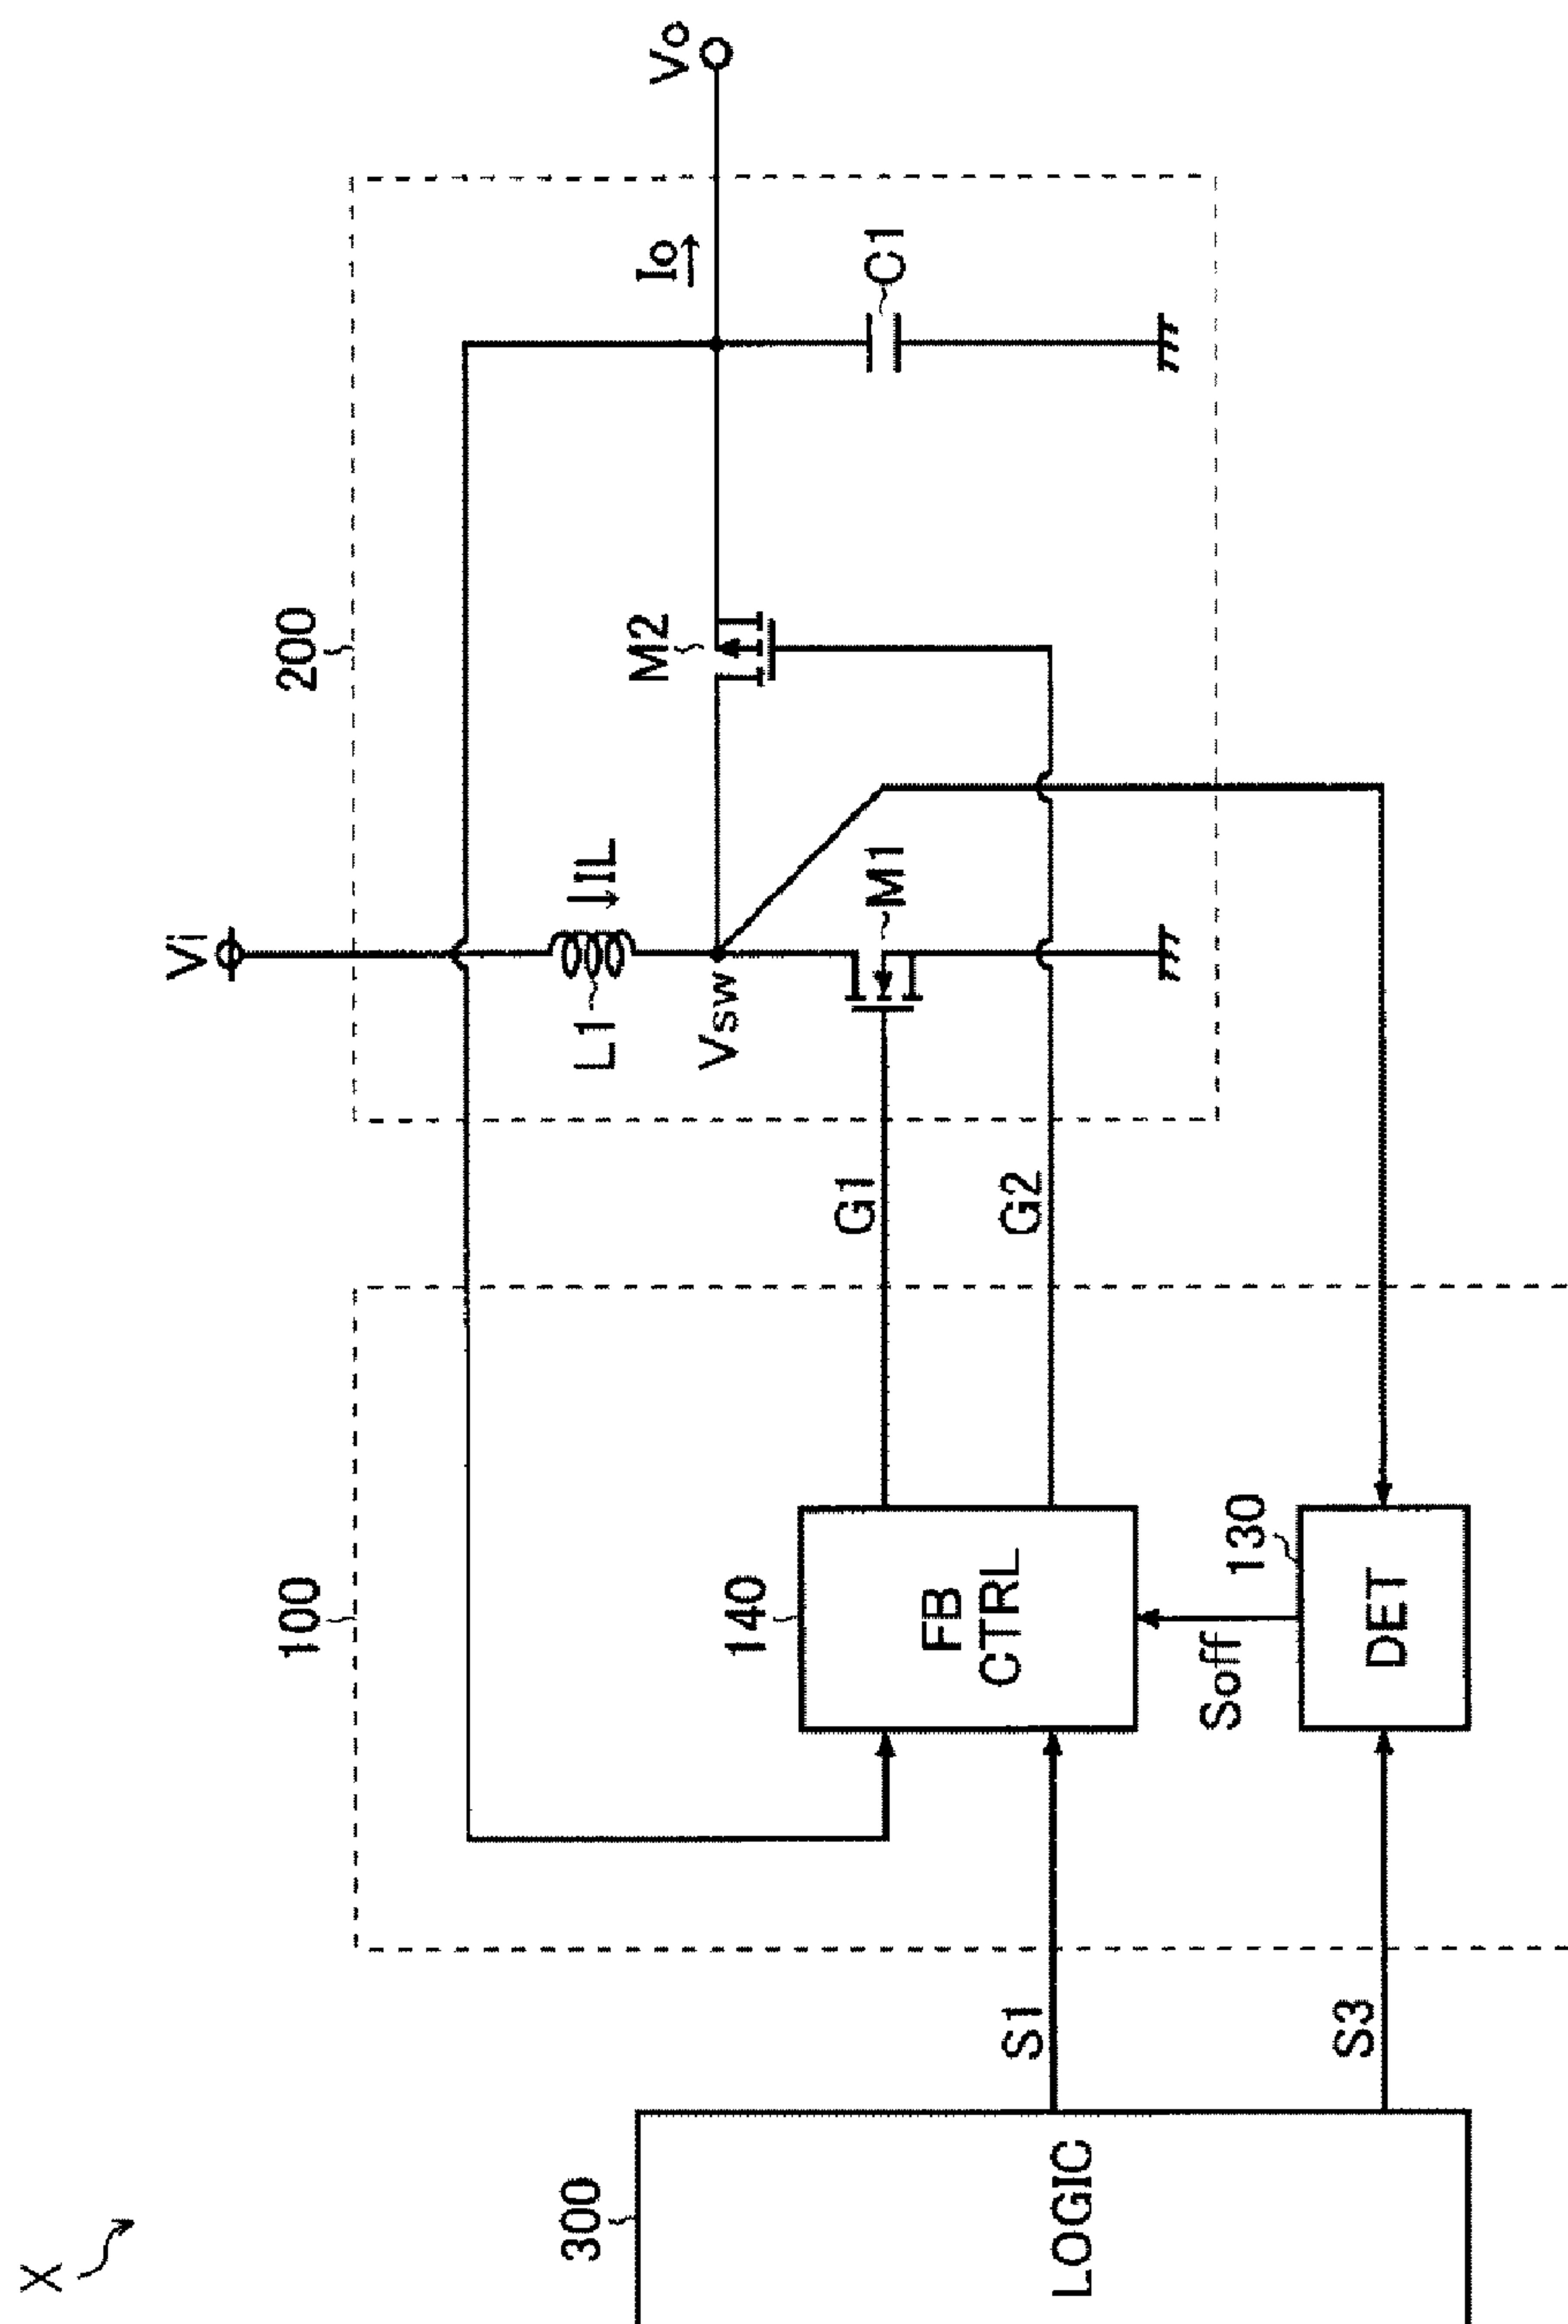 X
300
LOGIC
S1
S3
100
140
FB
CTRL
130
DET
Soff
G1
G2
200
Vi
L1
IL
Vsw
M1
M2
Io
C1
Vo